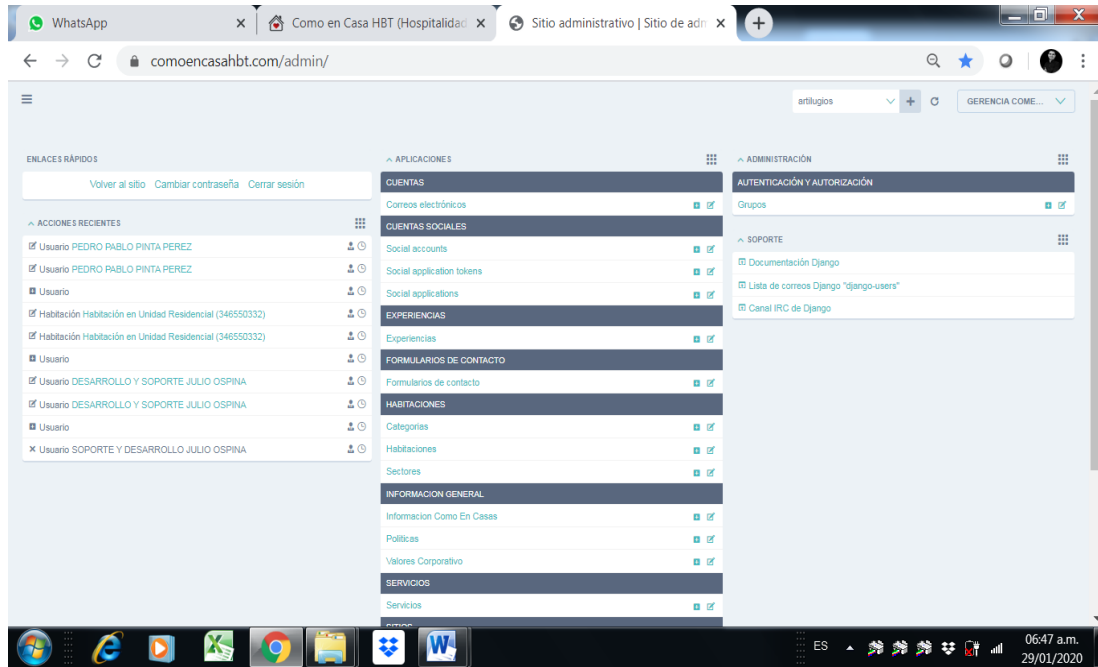 WhatsApp
Como en Casa HBT (Hospitalidad
Sitio administrativo | Sitio de adm
comoencasahbt.com/admin/
artilugios
GERENCIA COME...
ENLACES RÁPIDOS
Volver al sitio Cambiar contraseña Cerrar sesión
ACCIONES RECIENTES
Usuario PEDRO PABLO PINTA PEREZ
Usuario PEDRO PABLO PINTA PEREZ
Usuario
Habitación Habitación en Unidad Residencial (346550332)
Habitación Habitación en Unidad Residencial (346550332)
Usuario
Usuario DESARROLLO Y SOPORTE JULIO OSPINA
Usuario DESARROLLO Y SOPORTE JULIO OSPINA
Usuario
Usuario SOPORTE Y DESARROLLO JULIO OSPINA
APLICACIONES
CUENTAS
Correos electrónicos
CUENTAS SOCIALES
Social accounts
Social application tokens
Social applications
EXPERIENCIAS
Experiencias
FORMULARIOS DE CONTACTO
Formularios de contacto
HABITACIONES
Categorias
Habitaciones
Sectores
INFORMACION GENERAL
Informacion Como En Casas
Politicas
Valores Corporativo
SERVICIOS
Servicios
SITIOS
ADMINISTRACIÓN
AUTENTICACIÓN Y AUTORIZACIÓN
Grupos
SOPORTE
Documentación Django
Lista de correos Django "django-users"
Canal IRC de Django
ES
06:47 a.m.
29/01/2020